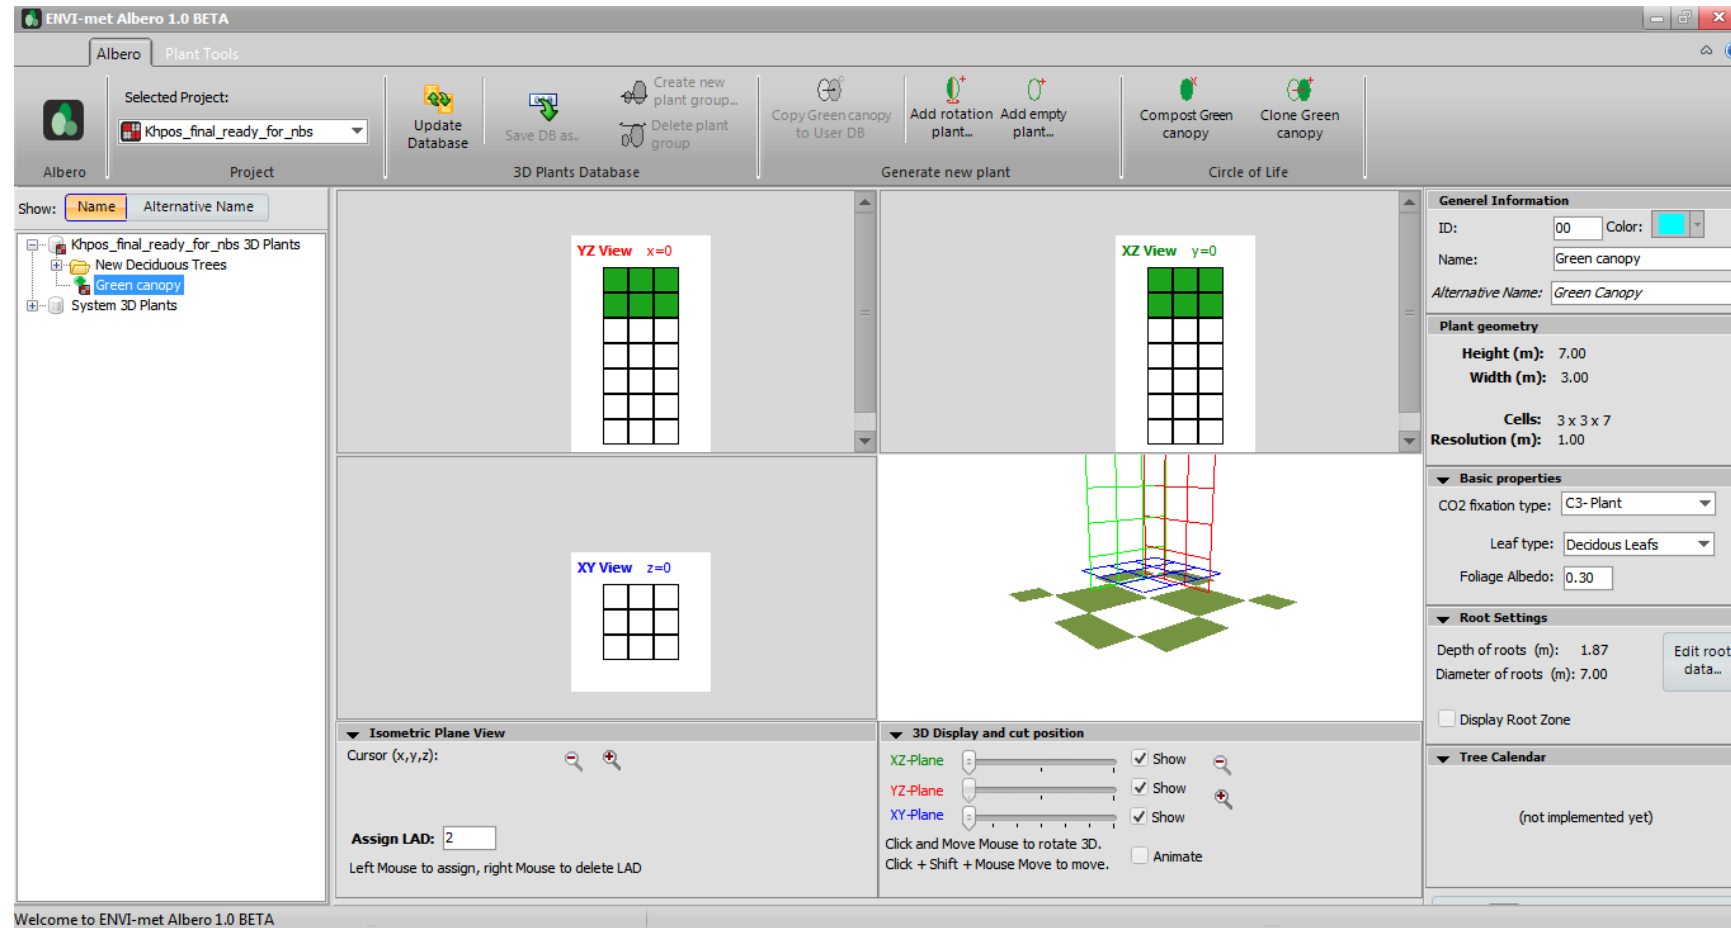 ENVI-met Albero 1.0 BETA
Albero
Plant Tools
Selected Project:
Khpos_final_ready_for_nbs
Albero
Project
Update
Database
Save DB as..
Create new
plant group...
Delete plant
group
3D Plants Database
Copy Green canopy
to User DB
Add rotation
plant...
Add empty
plant...
Generate new plant
Compost Green
canopy
Clone Green
canopy
Circle of Life
Show:
Name
Alternative Name
Khpos_final_ready_for_nbs 3D Plants
New Deciduous Trees
Green canopy
System 3D Plants
YZ View x=0
XZ View y=0
XY View z=0
Isometric Plane View
Cursor (x,y,z):
Assign LAD: 2
Left Mouse to assign, right Mouse to delete LAD
3D Display and cut position
XZ-Plane
Show
YZ-Plane
Show
XY-Plane
Show
Click and Move Mouse to rotate 3D.
Click + Shift + Mouse Move to move.
Animate
Generel Information
ID: 00 Color:
Name: Green canopy
Alternative Name: Green Canopy
Plant geometry
Height (m): 7.00
Width (m): 3.00
Cells: 3 x 3 x 7
Resolution (m): 1.00
Basic properties
CO2 fixation type: C3- Plant
Leaf type: Decidous Leafs
Foliage Albedo: 0.30
Root Settings
Depth of roots (m): 1.87
Diameter of roots (m): 7.00
Edit root
data...
Display Root Zone
Tree Calendar
(not implemented yet)
Welcome to ENVI-met Albero 1.0 BETA